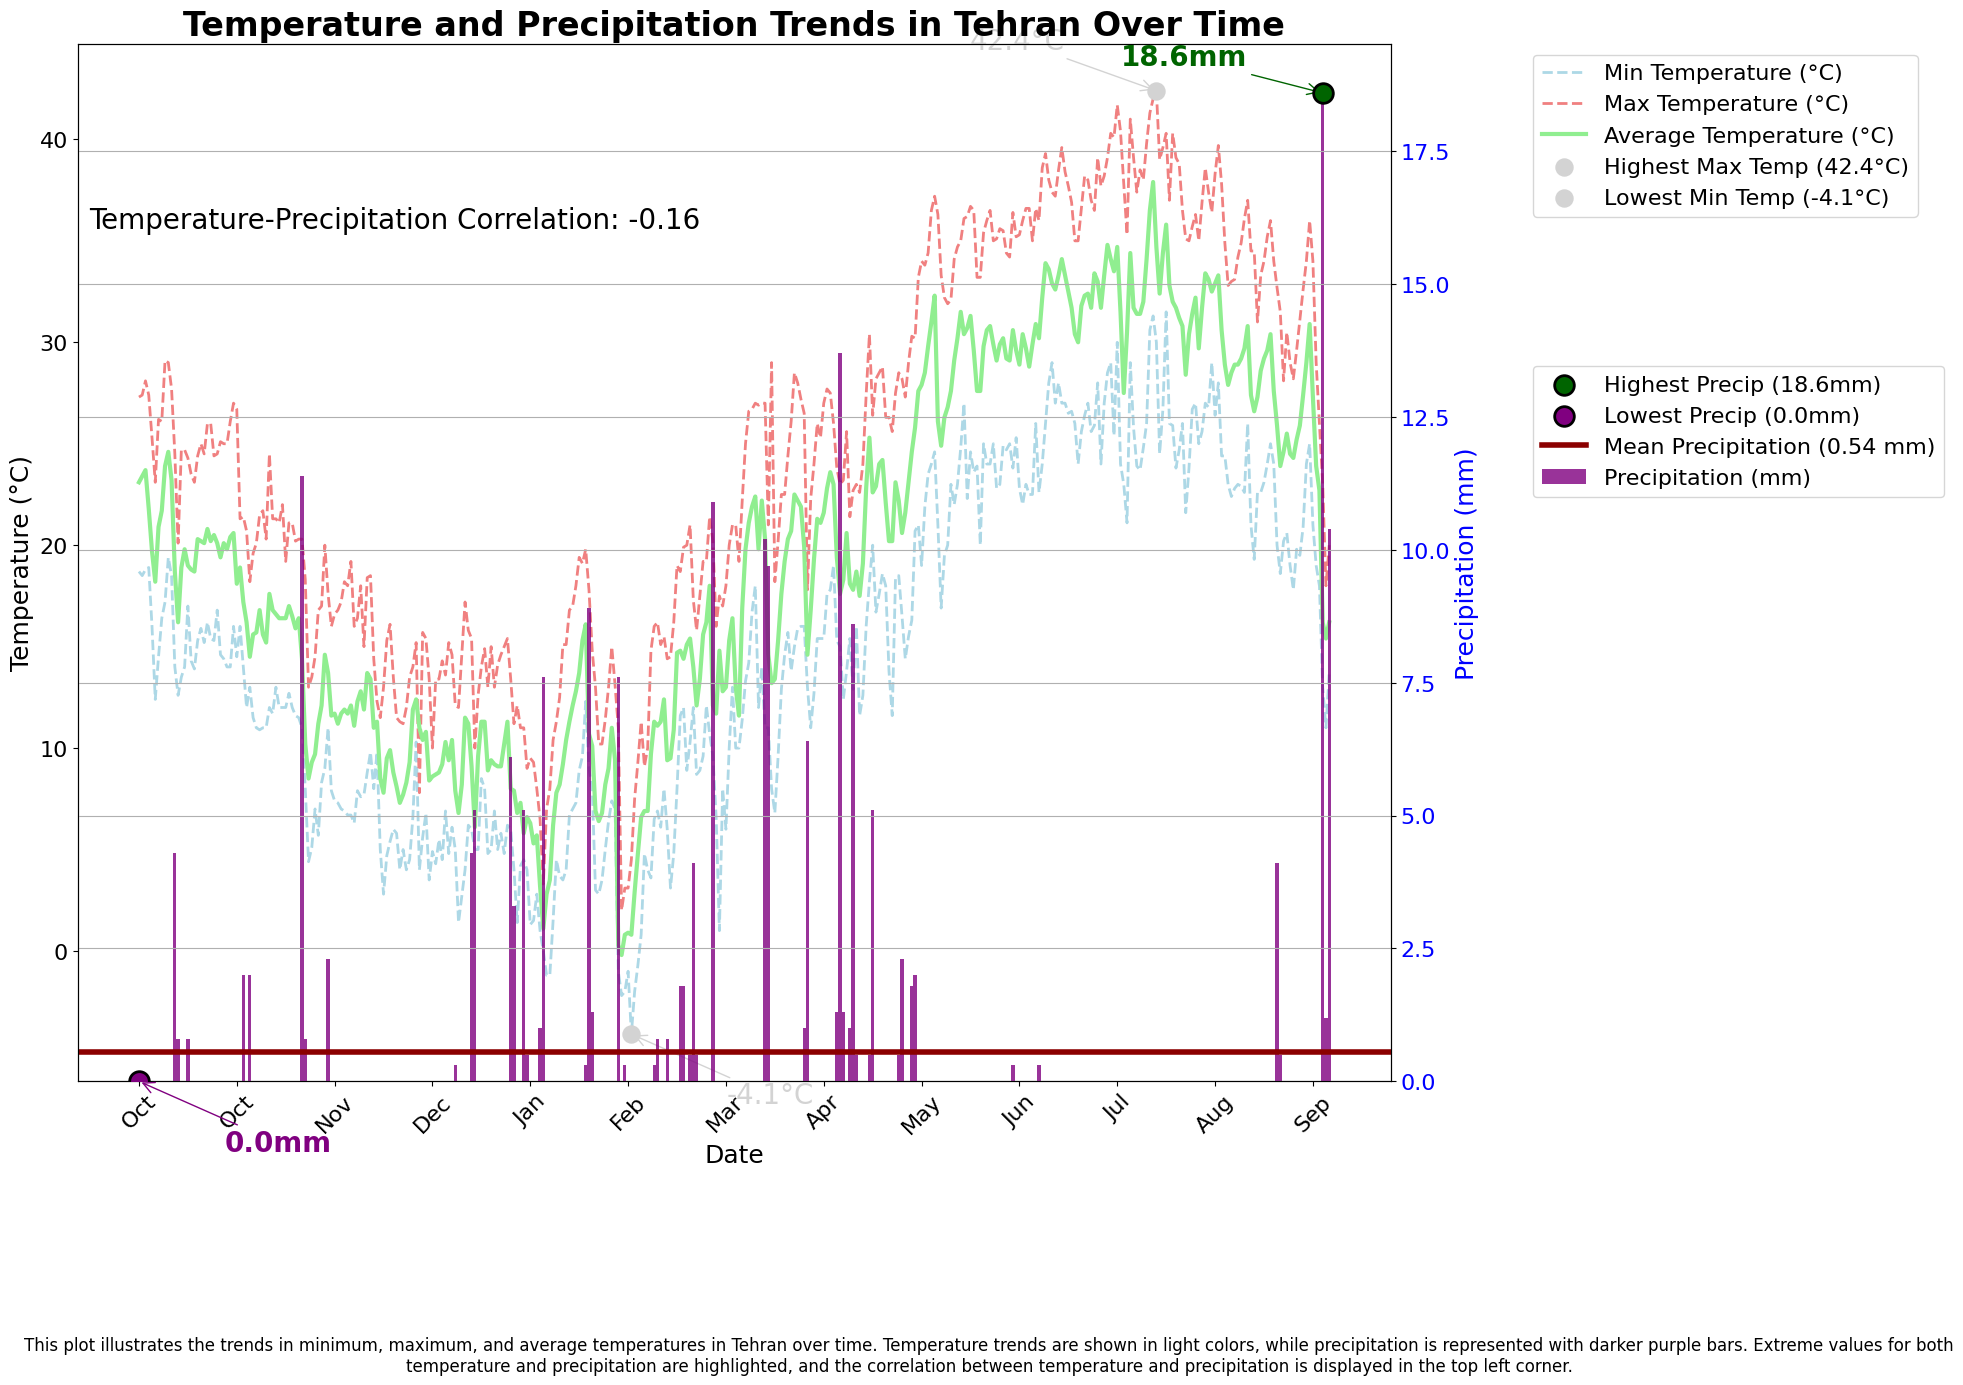 Temperature and Precipitation Trends in Tehran Over Time
42.4°C
18.6mm
Temperature-Precipitation Correlation: -0.16
Temperature (°C)
40
30
20
10
0
17.5
15.0
12.5
10.0
7.5
5.0
2.5
0.0
Precipitation (mm)
-4.1°C
0.0mm
Oct
Oct
Nov
Dec
Jan
Feb
Mar
Apr
May
Jun
Jul
Aug
Sep
Date
Min Temperature (°C)
Max Temperature (°C)
Average Temperature (°C)
Highest Max Temp (42.4°C)
Lowest Min Temp (-4.1°C)
Highest Precip (18.6mm)
Lowest Precip (0.0mm)
Mean Precipitation (0.54 mm)
Precipitation (mm)
This plot illustrates the trends in minimum, maximum, and average temperatures in Tehran over time. Temperature trends are shown in light colors, while precipitation is represented with darker purple bars. Extreme values for both
temperature and precipitation are highlighted, and the correlation between temperature and precipitation is displayed in the top left corner.